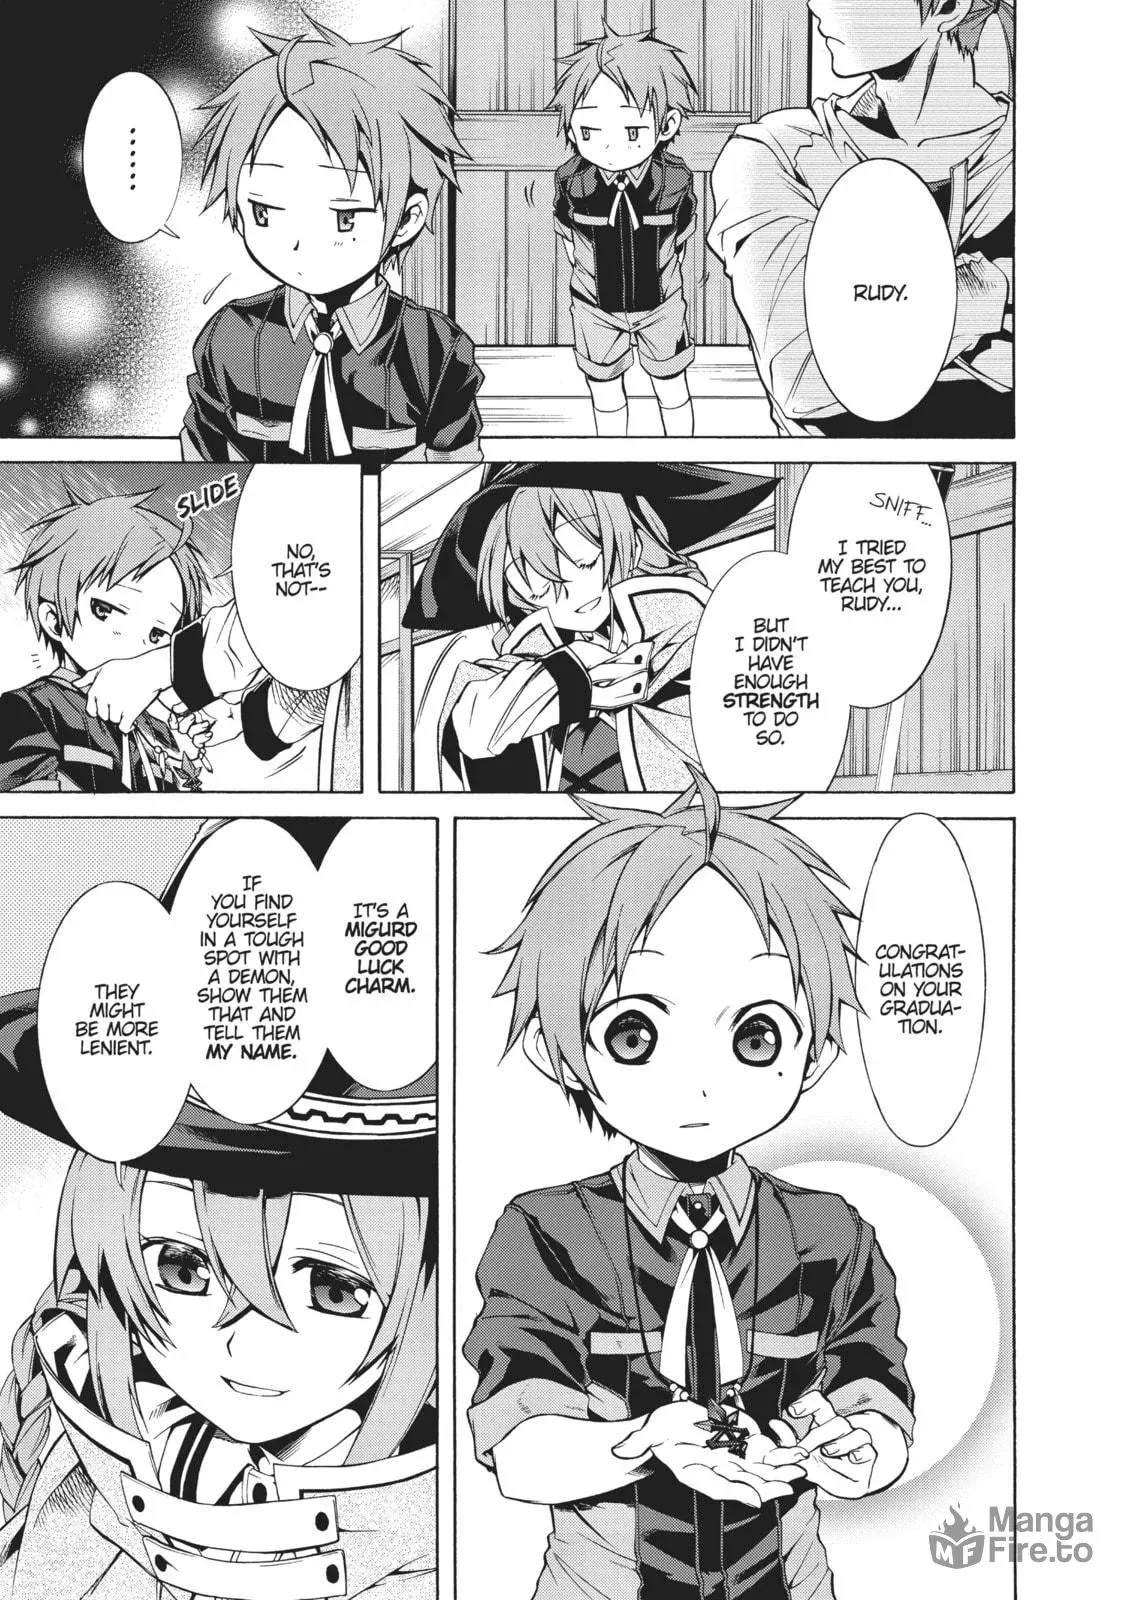 RUDY.
......
SNIFF...
I TRIED
MY BEST TO
TEACH YOU,
RUDY...
BUT
I DIDN'T
HAVE
ENOUGH
STRENGTH
TO DO
SO.
NO,
THAT'S
NOT--
SLIDE
CONGRAT-
ULATIONS
ON YOUR
GRADUA-
TION.
IT'S A
MIGURD
GOOD
LUCK
CHARM.
IF
YOU FIND
YOURSELF
IN A TOUGH
SPOT WITH
A DEMON,
SHOW THEM
THAT AND
TELL THEM
MY NAME.
THEY
MIGHT
BE MORE
LENIENT.
MF
Manga
Fire.to